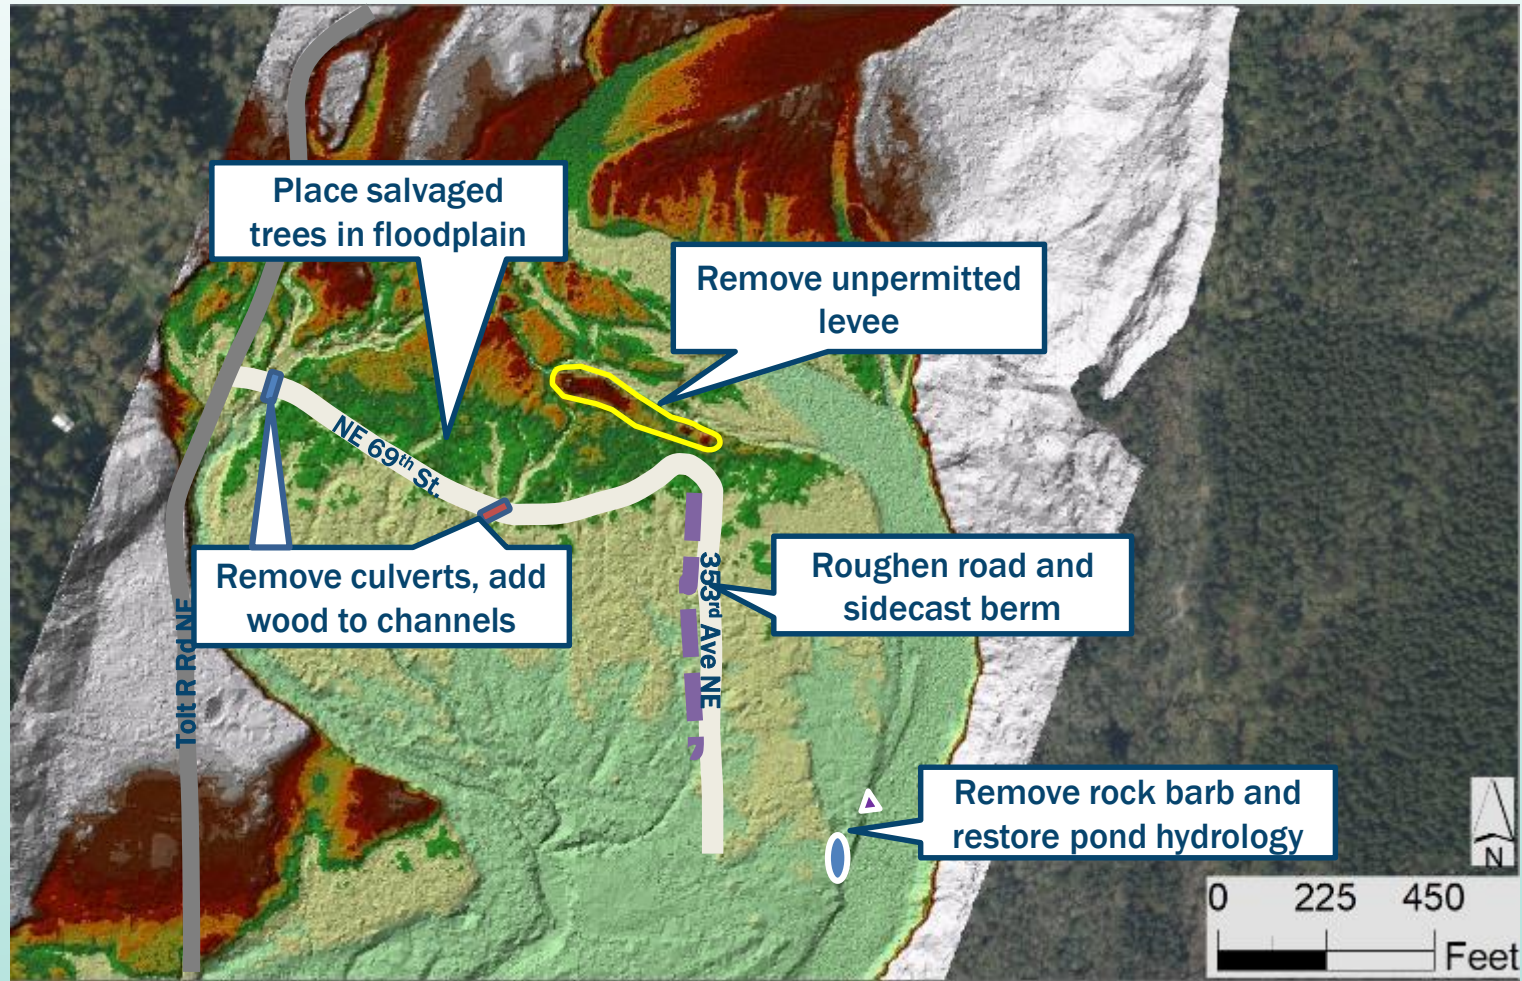 Place salvaged
trees in floodplain
Remove unpermitted
levee
NE 69th St.
Remove culverts, add
wood to channels
353rd Ave NE
Roughen road and
sidecast berm
Tolt R Rd NE
Remove rock barb and
restore pond hydrology
N
0 225 450
Feet